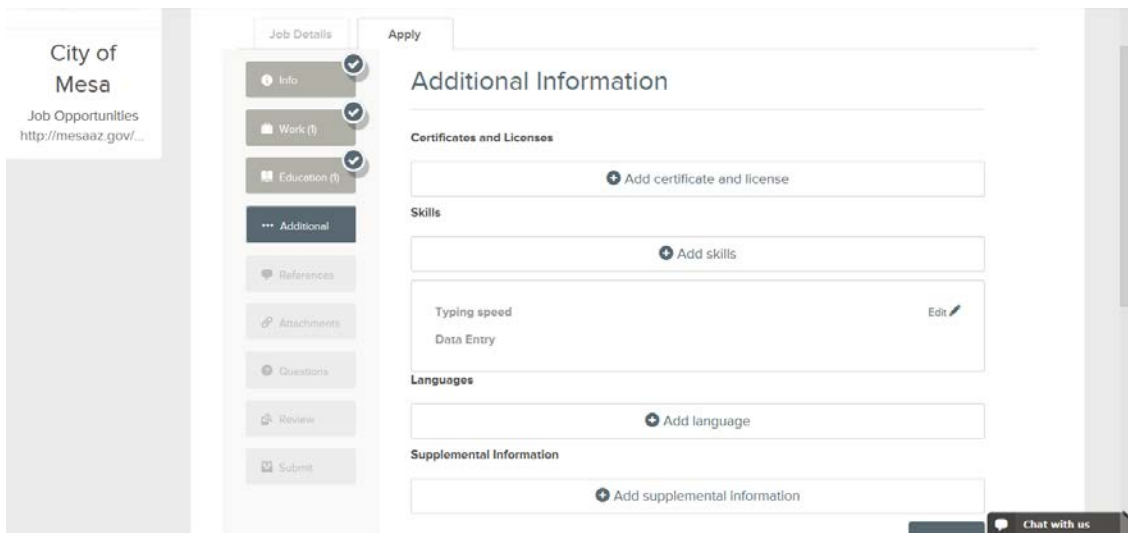 City of
Mesa
Job Opportunities
http://mesaaz.gov/...
Job Details
Apply
Info
Work (1)
Education (1)
Additional
References
Attachments
Questions
Review
Submit
Additional Information
Certificates and Licenses
Add certificate and license
Skills
Add skills
Typing speed
Edit
Data Entry
Languages
Add language
Supplemental Information
Add supplemental information
Chat with us